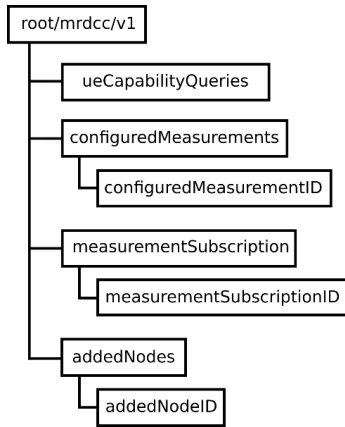 root/mrdcc/v1
ueCapabilityQueries
configuredMeasurements
configuredMeasurementID
measurementSubscription
measurementSubscriptionID
addedNodes
addedNodeID